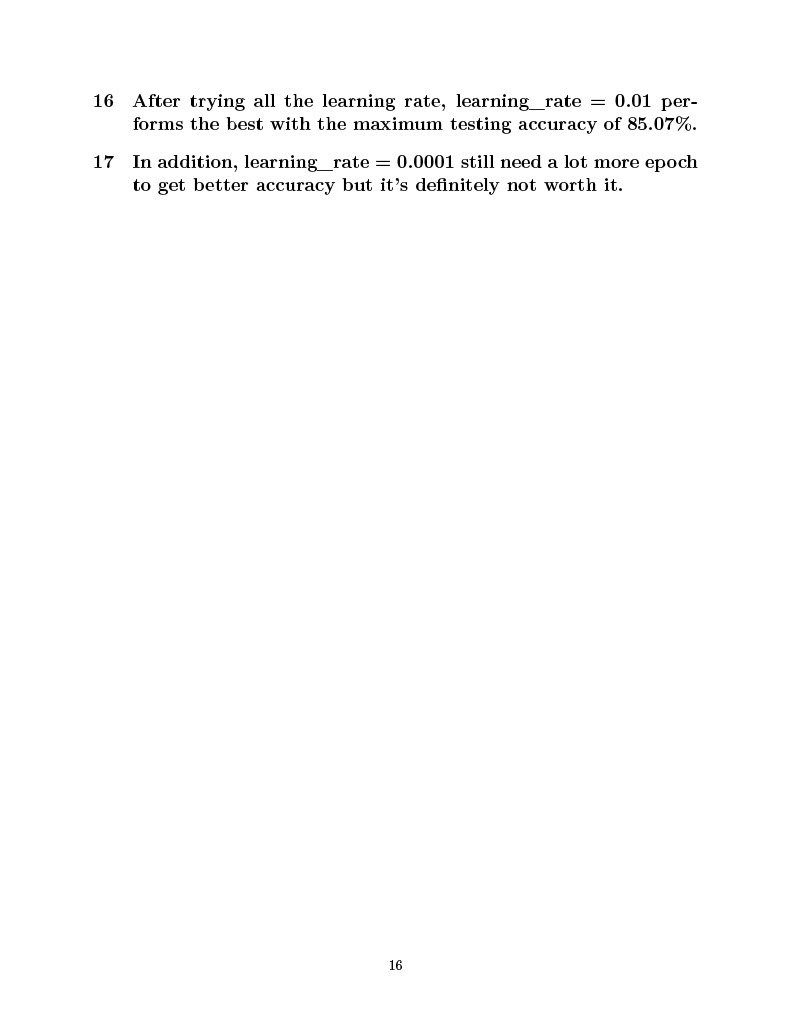 16 After trying all the learning rate, learning_rate = 0.01 per-
forms the best with the maximum testing accuracy of 85.07%.
17 In addition, learning_rate = 0.0001 still need a lot more epoch
to get better accuracy but it's definitely not worth it.
16